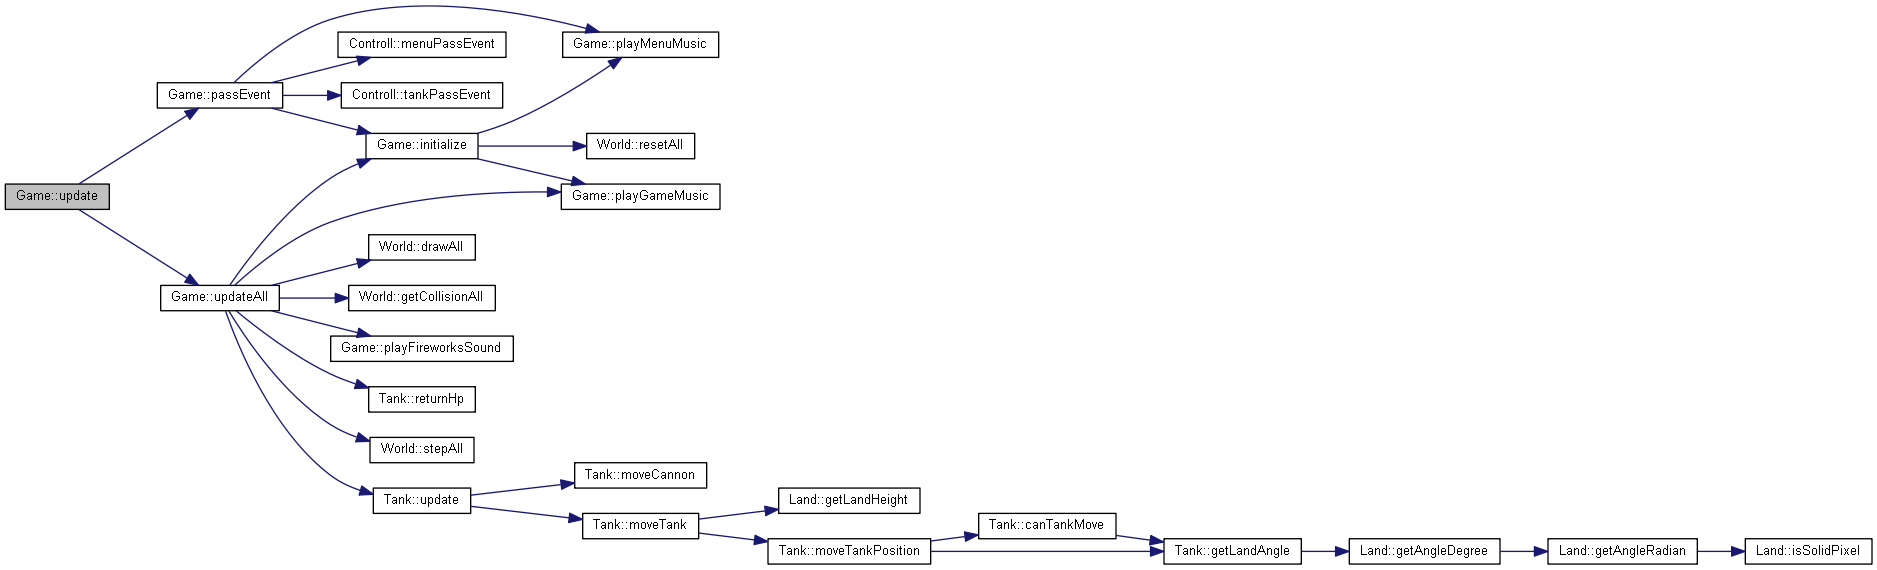 Game::playMenuMusic
Controll::menuPassEvent
Game::passEvent
Controll::tankPassEvent
Game::initialize
World::resetAll
Game::update
Game::playGameMusic
World::drawAll
Game::updateAll
World::getCollisionAll
Game::playFireworksSound
Tank::returnHp
World::stepAll
Tank::moveCannon
Tank::update
Land::getLandHeight
Tank::moveTank
Tank::canTankMove
Tank::moveTankPosition
Tank::getLandAngle
Land::getAngleDegree
Land::getAngleRadian
Land::isSolidPixel